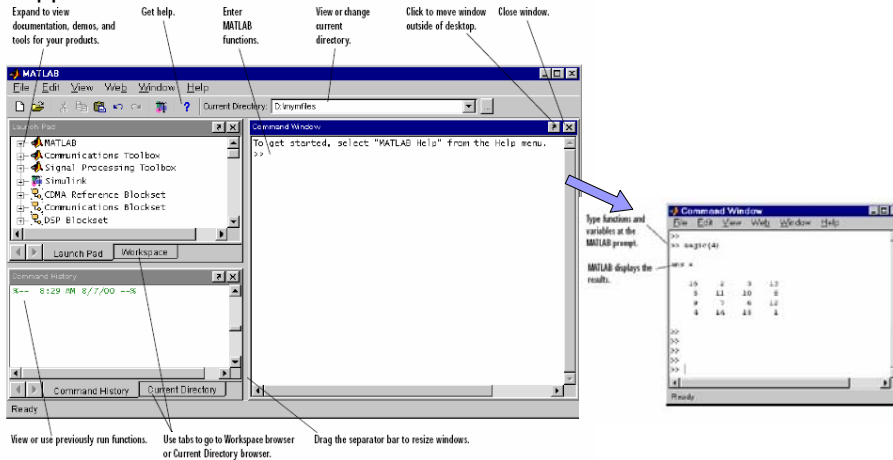 Expand to view
documentation, demos, and
tools for your products.
Get help.
Enter
MATLAB
functions.
View or change
current
directory.
Click to move window
outside of desktop.
Close window.
MATLAB
File Edit View Web Window Help
Current Directory: D:\mymfiles
Launch Pad
MATLAB
Communications Toolbox
Signal Processing Toolbox
Simulink
CDMA Reference Blockset
Communications Blockset
DSP Blockset
Launch Pad Workspace
Command Window
To get started, select "MATLAB Help" from the Help menu.
>>
Command History
%-- 8:29 AM 8/7/00 --%
Command History Current Directory
Ready
Type functions and
variables at the
MATLAB prompt.
MATLAB displays the
results.
Command Window
File Edit View Web Window Help
>>
>> magic(4)
ans =
16 2 3 13
5 11 10 8
9 7 6 12
4 14 15 1
>>
>>
>>
>>
Ready
View or use previously run functions.
Use tabs to go to Workspace browser
or Current Directory browser.
Drag the separator bar to resize windows.